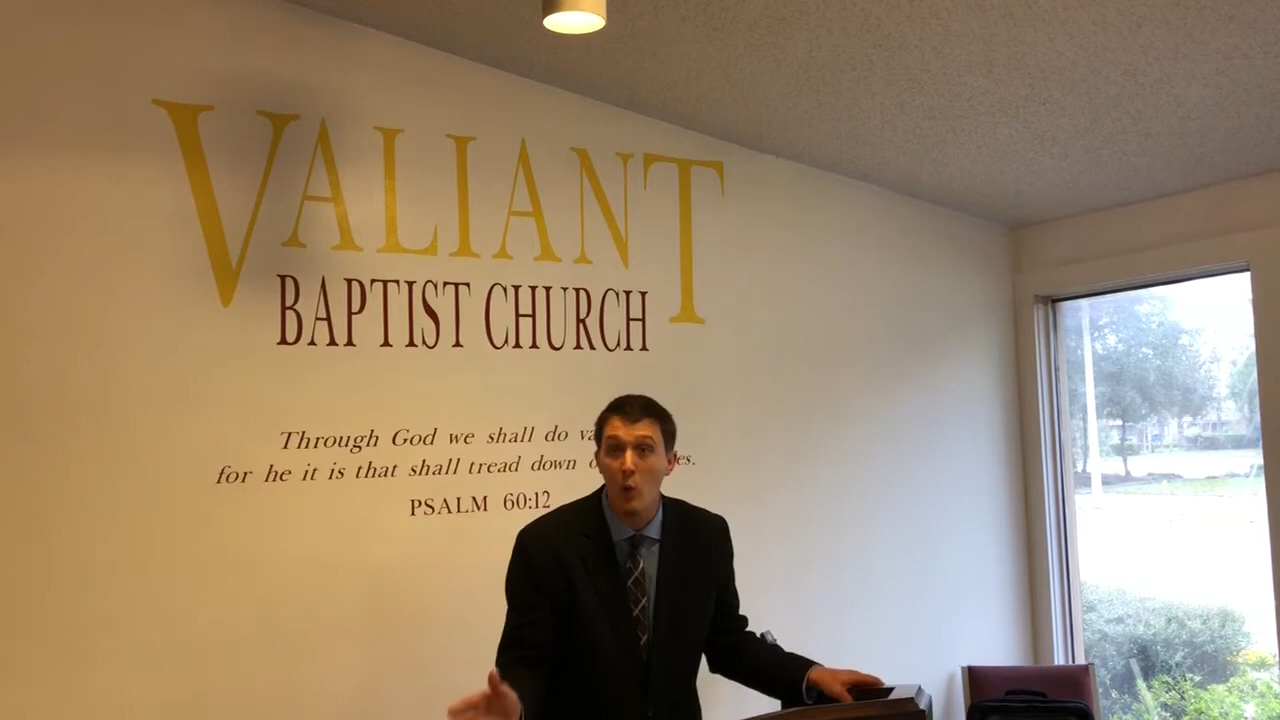 VALIANT
BAPTIST CHURCH
Through God we shall do
for he it is that shall tread down
PSALM 60:12